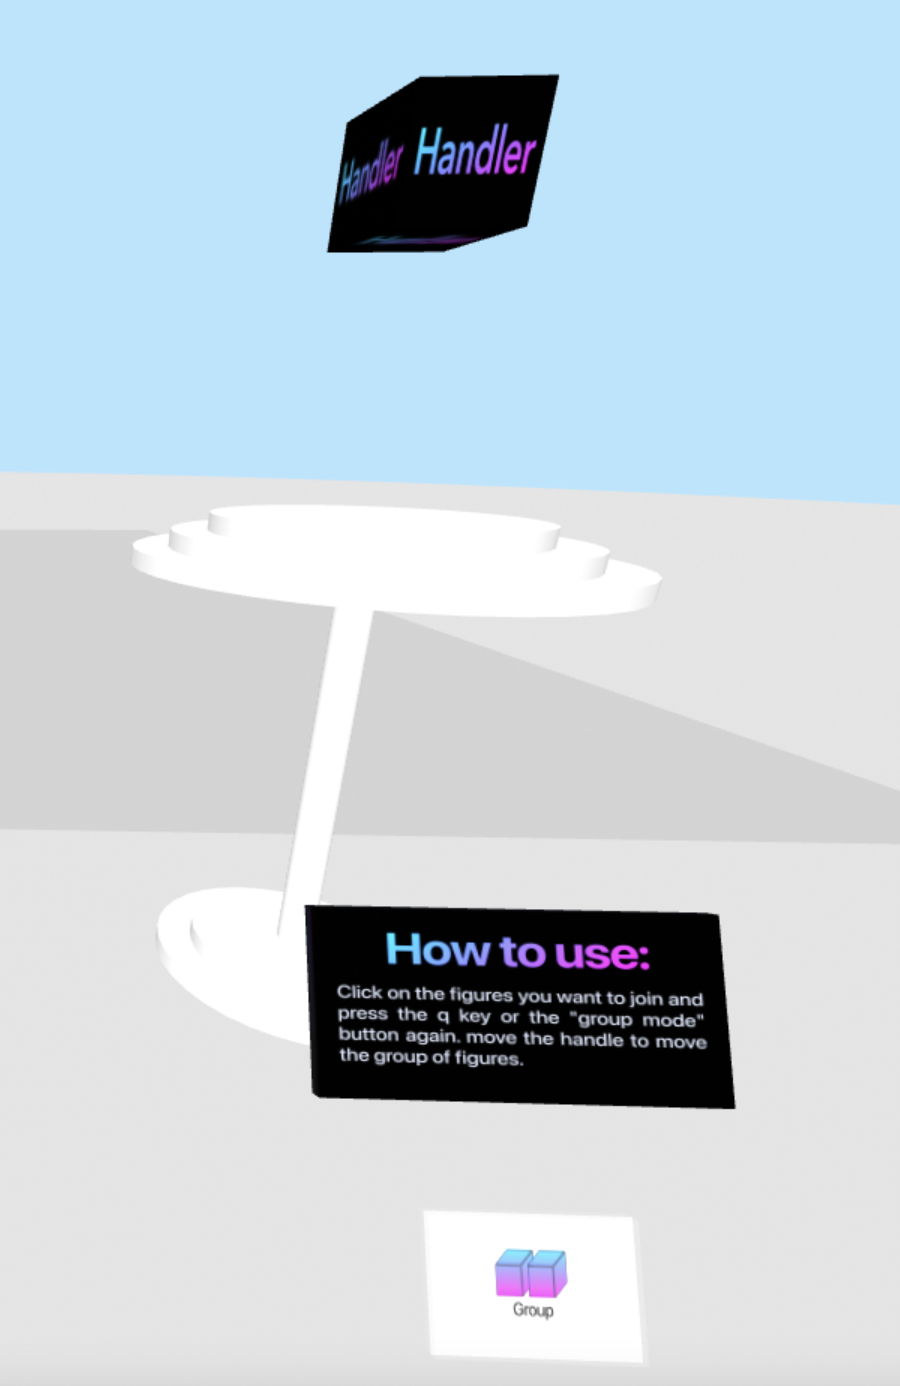 Handler Handler
How to use:
Click on the figures you want to join and
press the q key or the "group mode"
button again. move the handle to move
the group of figures.
Group